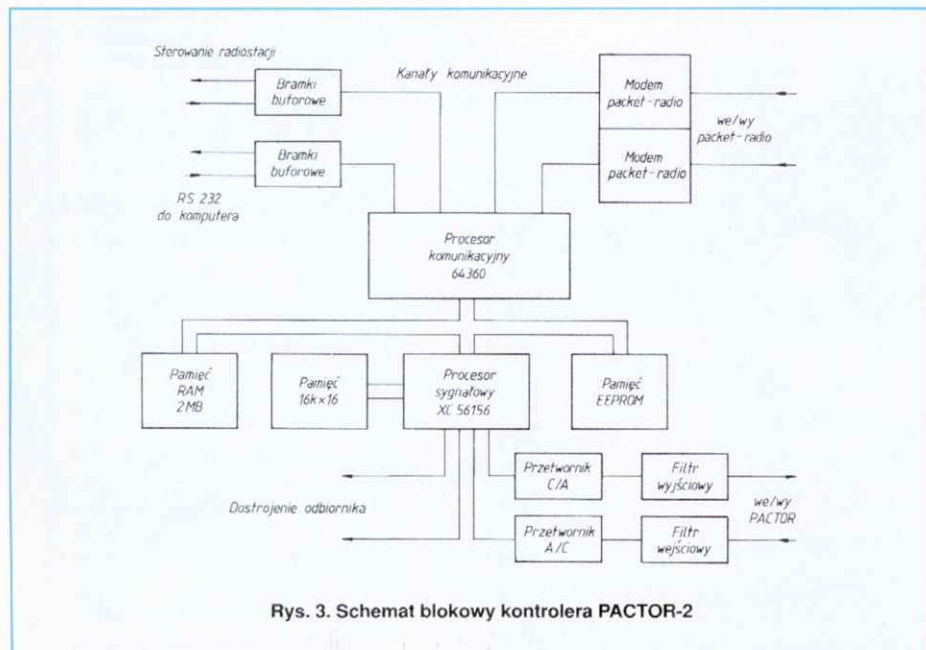 Sterowanie radiostacji
Bramki
buforowe
Kanały komunikacyjne
Modem
packet-radio
we/wy
packet-radio
Bramki
buforowe
Modem
packet-radio
RS 232
do komputera
Procesor
komunikacyjny
64360
Pamięć
RAM
2MB
Pamięć
16k×16
Procesor
sygnałowy
XC 56156
Pamięć
EEPROM
Przetwornik
C/A
Filtr
wyjściowy
Dostrojenie odbiornika
we/wy
PACTOR
Przetwornik
A/C
Filtr
wejściowy
Rys. 3. Schemat blokowy kontrolera PACTOR-2